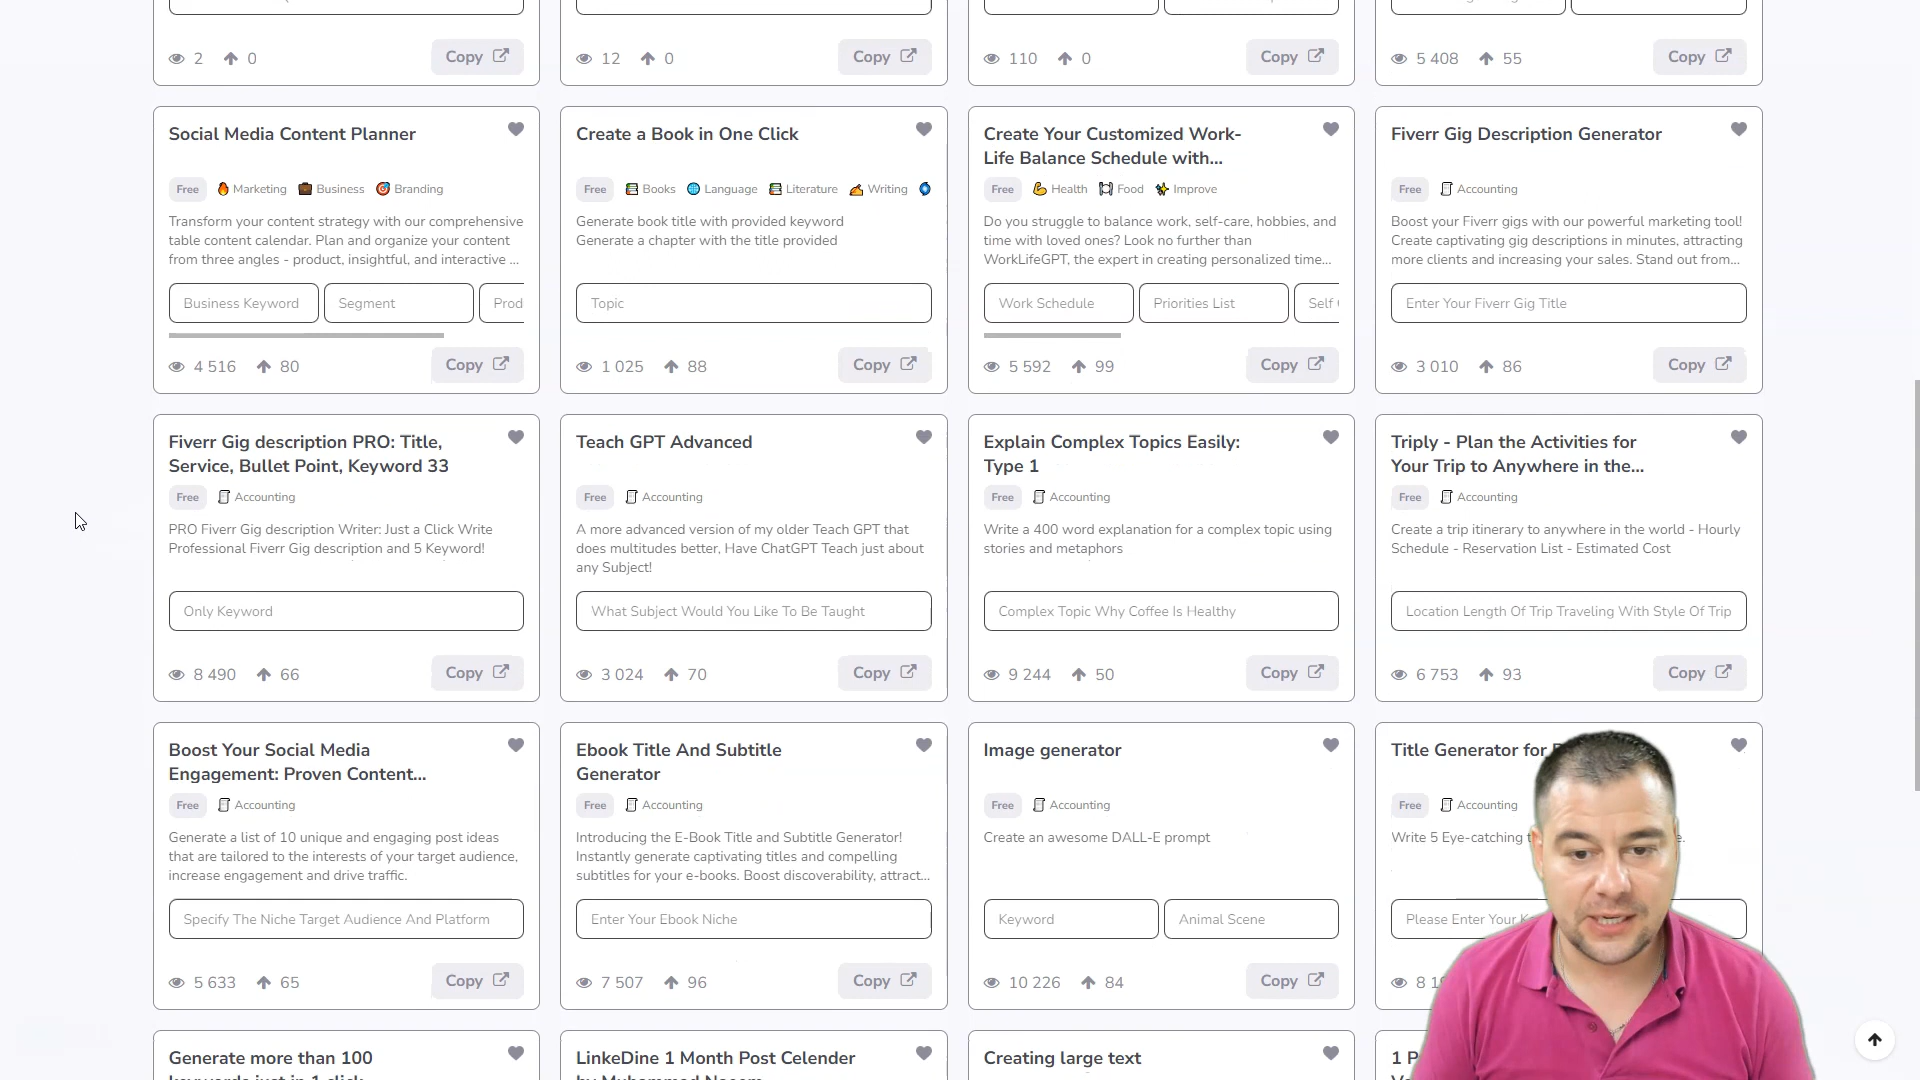 2 0 Copy
12 0 Copy
110 0 Copy
5 408 55 Copy
Social Media Content Planner
Free Marketing Business Branding
Transform your content strategy with our comprehensive
table content calendar. Plan and organize your content
from three angles - product, insightful, and interactive ...
Business Keyword Segment Prod
4 516 80 Copy
Create a Book in One Click
Free Books Language Literature Writing
Generate book title with provided keyword
Generate a chapter with the title provided
Topic
1 025 88 Copy
Create Your Customized Work-
Life Balance Schedule with...
Free Health Food Improve
Do you struggle to balance work, self-care, hobbies, and
time with loved ones? Look no further than
WorkLifeGPT, the expert in creating personalized time...
Work Schedule Priorities List Self
5 592 99 Copy
Fiverr Gig Description Generator
Free Accounting
Boost your Fiverr gigs with our powerful marketing tool!
Create captivating gig descriptions in minutes, attracting
more clients and increasing your sales. Stand out from...
Enter Your Fiverr Gig Title
3 010 86 Copy
Fiverr Gig description PRO: Title,
Service, Bullet Point, Keyword 33
Free Accounting
PRO Fiverr Gig description Writer: Just a Click Write
Professional Fiverr Gig description and 5 Keyword!
Only Keyword
8 490 66 Copy
Teach GPT Advanced
Free Accounting
A more advanced version of my older Teach GPT that
does multitudes better, Have ChatGPT Teach just about
any Subject!
What Subject Would You Like To Be Taught
3 024 70 Copy
Explain Complex Topics Easily:
Type 1
Free Accounting
Write a 400 word explanation for a complex topic using
stories and metaphors
Complex Topic Why Coffee Is Healthy
9 244 50 Copy
Triply - Plan the Activities for
Your Trip to Anywhere in the...
Free Accounting
Create a trip itinerary to anywhere in the world - Hourly
Schedule - Reservation List - Estimated Cost
Location Length Of Trip Traveling With Style Of Trip
6 753 93 Copy
Boost Your Social Media
Engagement: Proven Content...
Free Accounting
Generate a list of 10 unique and engaging post ideas
that are tailored to the interests of your target audience,
increase engagement and drive traffic.
Specify The Niche Target Audience And Platform
5 633 65 Copy
Ebook Title And Subtitle
Generator
Free Accounting
Introducing the E-Book Title and Subtitle Generator!
Instantly generate captivating titles and compelling
subtitles for your e-books. Boost discoverability, attract...
Enter Your Ebook Niche
7 507 96 Copy
Image generator
Free Accounting
Create an awesome DALL-E prompt
Keyword Animal Scene
10 226 84 Copy
Title Generator for
Free Accounting
Write 5 Eye-catching
Please Enter Your
8
Generate more than 100
keywords just in 1 click
LinkeDine 1 Month Post Celender
by Muhammad Naeem
Creating large text
1